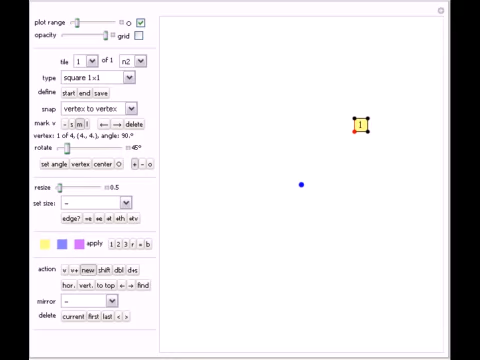 plot range
opacity grid
tile 1 of 1 n2
type square 1×1
define start end save
snap vertex to vertex
mark v - s m l ← → delete
vertex: 1 of 4, (4., 4.), angle: 90.°
rotate 45°
set angle vertex center + - o
resize 0.5
set size: -
edge?
apply 1 2 3 r = b
action v v+ new shift dbl d+s
hor. vert. to top ← → find
mirror -
delete current first last < >
1